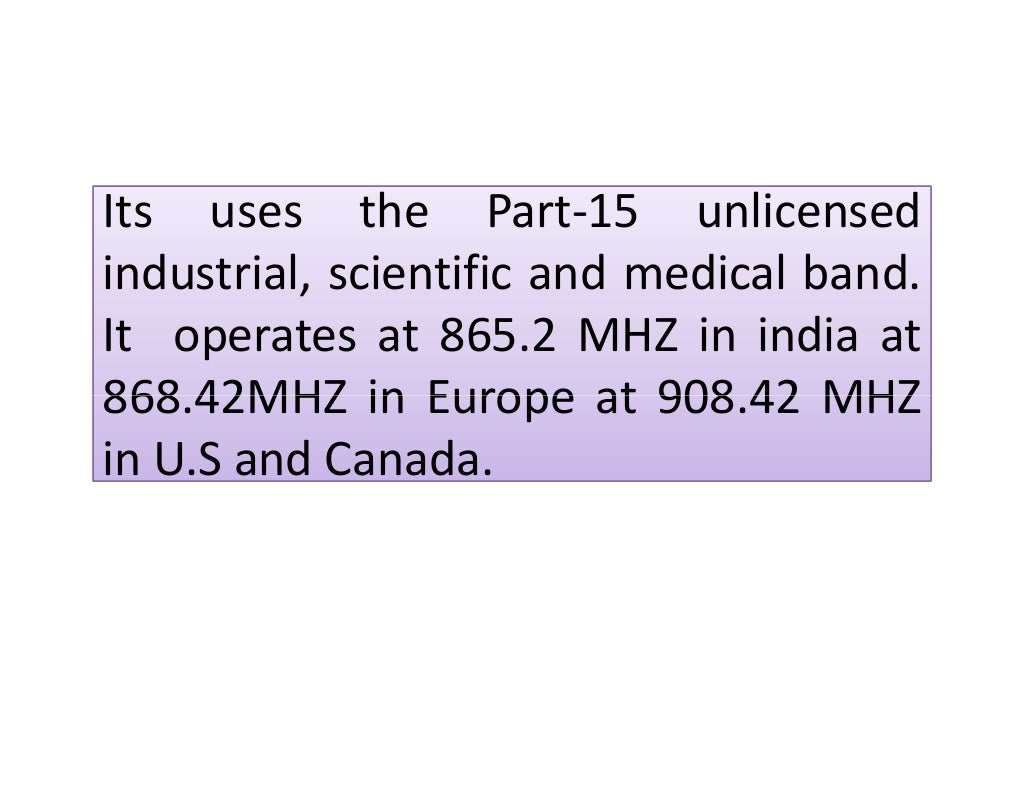 Its uses the Part-15 unlicensed
industrial, scientific and medical band.
It operates at 865.2 MHZ in india at
868.42MHZ in Europe at 908.42 MHZ
in U.S and Canada.